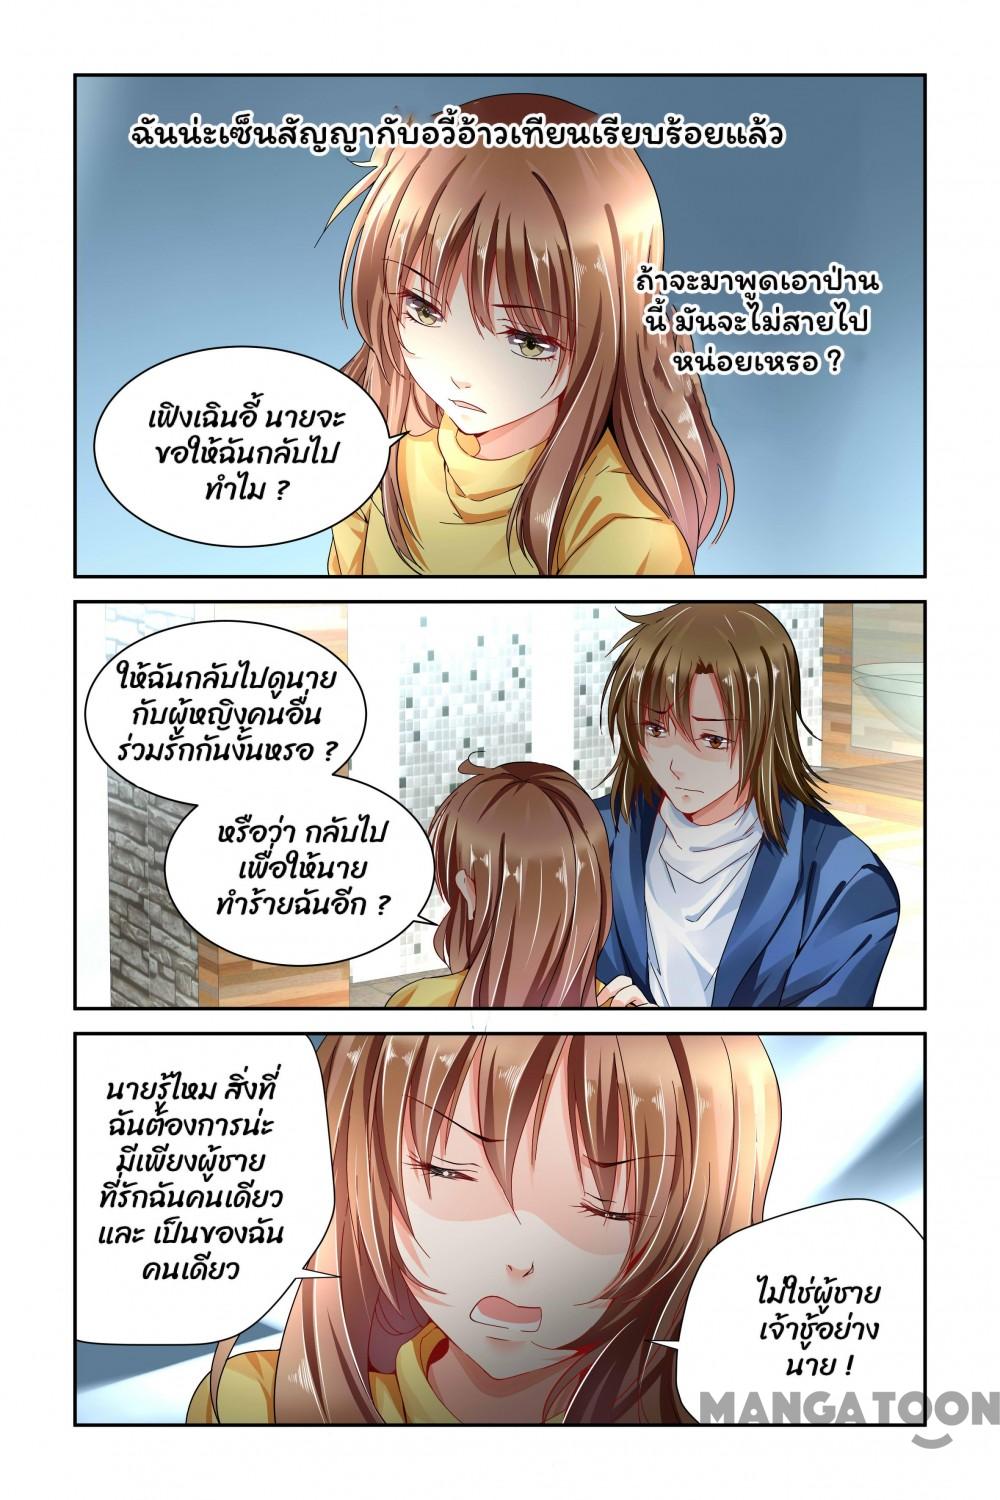 ฉันน่ะเซ็นสัญญากับอวี้อ้าวเทียนเรียบร้อยแล้ว
ถ้าจะมาพูดเอาป่าน
นี้ มันจะไม่สายไป
หน่อยเหรอ ?
เฟิงเฉินอี้ นายจะ
ขอให้ฉันกลับไป
ทำไม ?
ให้ฉันกลับไปดูนาย
กับผู้หญิงคนอื่น
ร่วมรักกันงั้นหรอ ?
หรือว่า กลับไป
เพื่อให้นาย
ทำร้ายฉันอีก ?
นายรู้ไหม สิ่งที่
ฉันต้องการน่ะ
มีเพียงผู้ชาย
ที่รักฉันคนเดียว
และ เป็นของฉัน
คนเดียว
ไม่ใช่ผู้ชาย
เจ้าชู้อย่าง
นาย !
MANGATOON